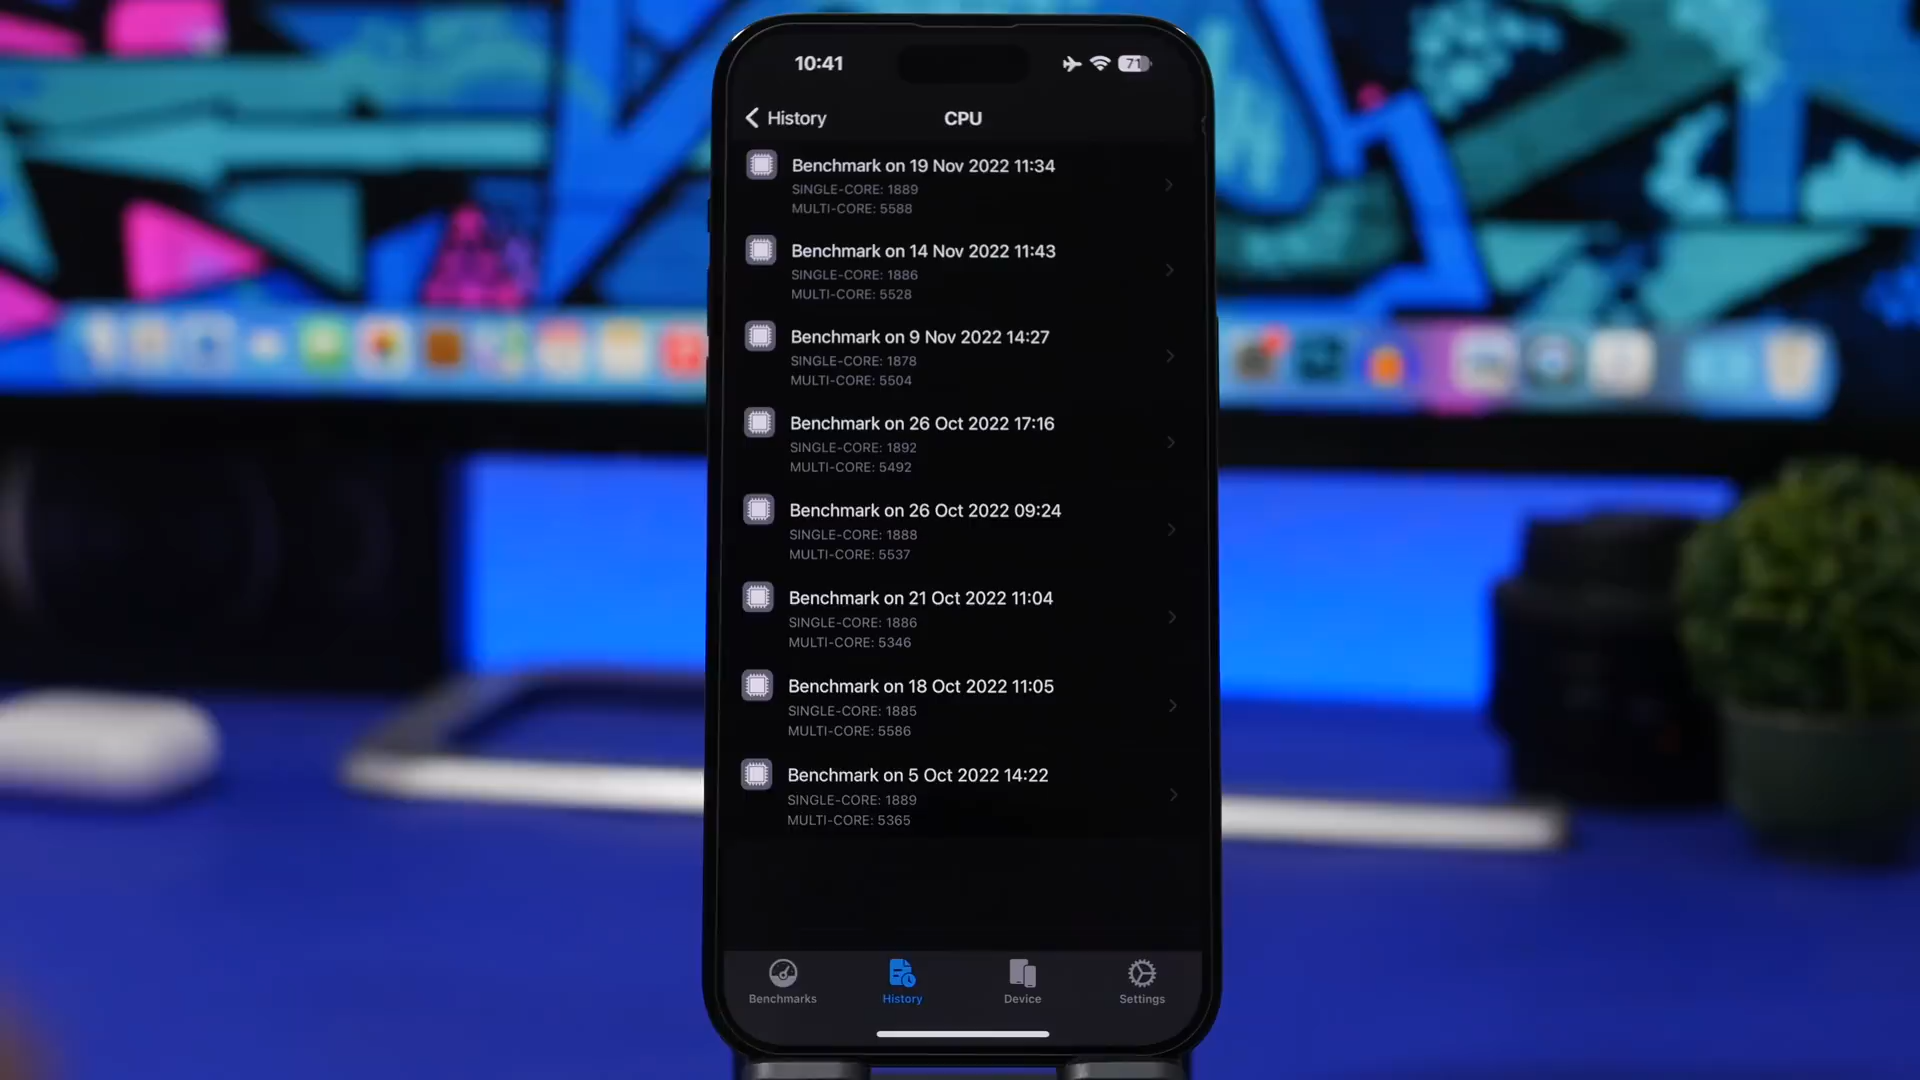 10:41
71
History
CPU
Benchmark on 19 Nov 2022 11:34
SINGLE-CORE: 1889
MULTI-CORE: 5588
Benchmark on 14 Nov 2022 11:43
SINGLE-CORE: 1886
MULTI-CORE: 5528
Benchmark on 9 Nov 2022 14:27
SINGLE-CORE: 1878
MULTI-CORE: 5504
Benchmark on 26 Oct 2022 17:16
SINGLE-CORE: 1892
MULTI-CORE: 5492
Benchmark on 26 Oct 2022 09:24
SINGLE-CORE: 1888
MULTI-CORE: 5537
Benchmark on 21 Oct 2022 11:04
SINGLE-CORE: 1886
MULTI-CORE: 5346
Benchmark on 18 Oct 2022 11:05
SINGLE-CORE: 1885
MULTI-CORE: 5586
Benchmark on 5 Oct 2022 14:22
SINGLE-CORE: 1889
MULTI-CORE: 5365
Benchmarks
History
Device
Settings